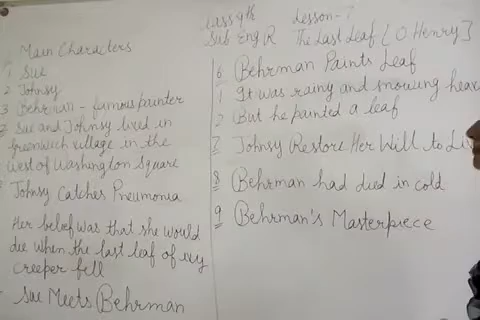 Class 9th Lesson-7
Sub Eng R The Last Leaf [O Henry]
Main Characters
1 Sue
2 Johnsy
3 Behrman - famous painter
2 Sue and Johnsy lived in
Greenwich village in the
west of Washington Square
Johnsy Catches Pneumonia
Her belief was that she would
die when the last leaf of ivy
creeper fell
Sue Meets Behrman
6 Behrman Paints Leaf
1 It was rainy and snowing
2 But he painted a leaf
7 Johnsy Restore Her Will to
8 Behrman had died in cold
9 Behrman's Masterpiece